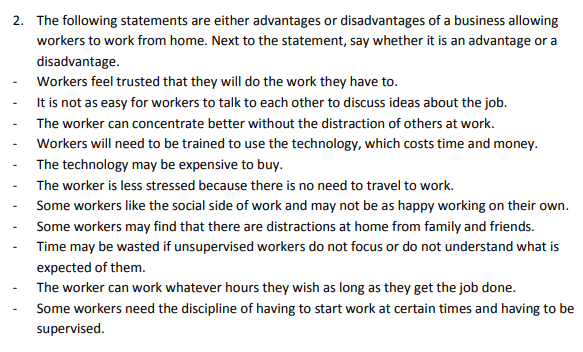 2. The following statements are either advantages or disadvantages of a business allowing
workers to work from home. Next to the statement, say whether it is an advantage or a
disadvantage.
- Workers feel trusted that they will do the work they have to.
- It is not as easy for workers to talk to each other to discuss ideas about the job.
- The worker can concentrate better without the distraction of others at work.
- Workers will need to be trained to use the technology, which costs time and money.
- The technology may be expensive to buy.
- The worker is less stressed because there is no need to travel to work.
- Some workers like the social side of work and may not be as happy working on their own.
- Some workers may find that there are distractions at home from family and friends.
- Time may be wasted if unsupervised workers do not focus or do not understand what is
expected of them.
- The worker can work whatever hours they wish as long as they get the job done.
- Some workers need the discipline of having to start work at certain times and having to be
supervised.